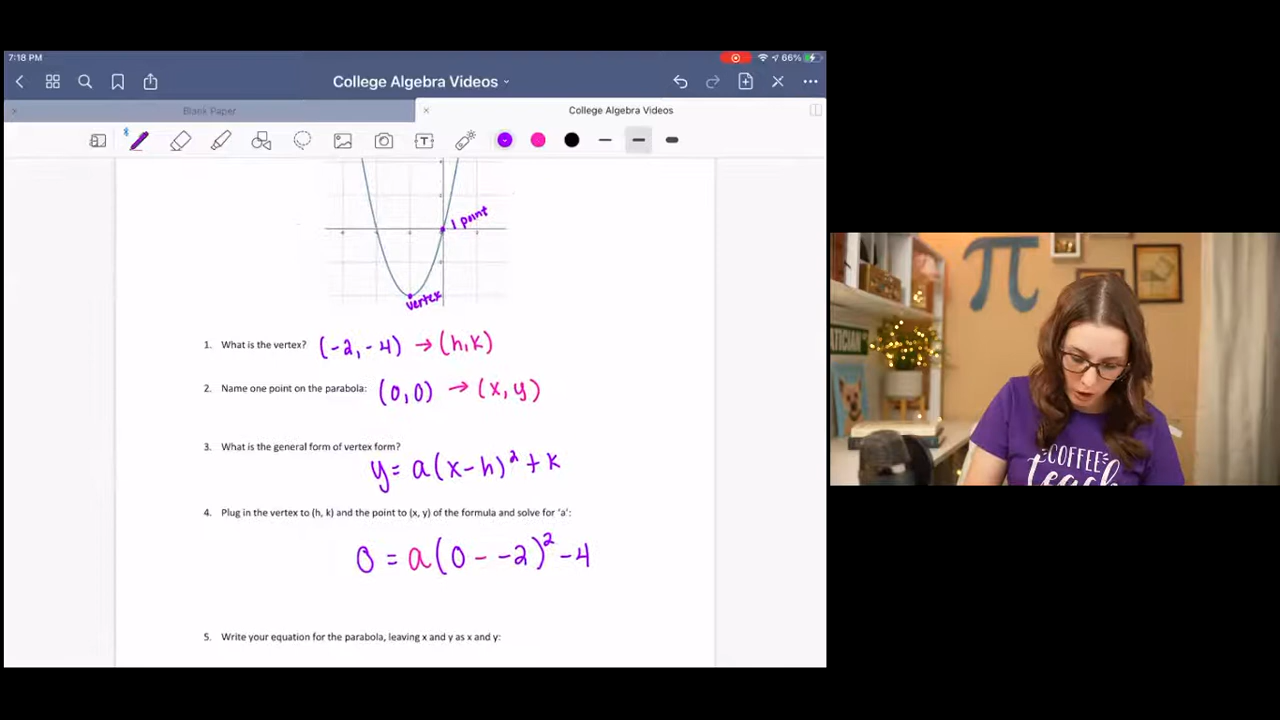 7:18 PM
66%
College Algebra Videos
Blank Paper
College Algebra Videos
1 point
vertex
1. What is the vertex? (-2, -4) → (h, k)
2. Name one point on the parabola: (0, 0) → (x, y)
3. What is the general form of vertex form?
y = a(x-h)² + k
4. Plug in the vertex to (h, k) and the point to (x, y) of the formula and solve for 'a':
0 = a(0 - -2)² - 4
5. Write your equation for the parabola, leaving x and y as x and y:
COFFEE
teach